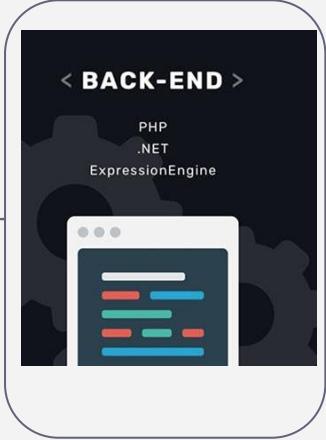 < BACK-END >
PHP
.NET
ExpressionEngine